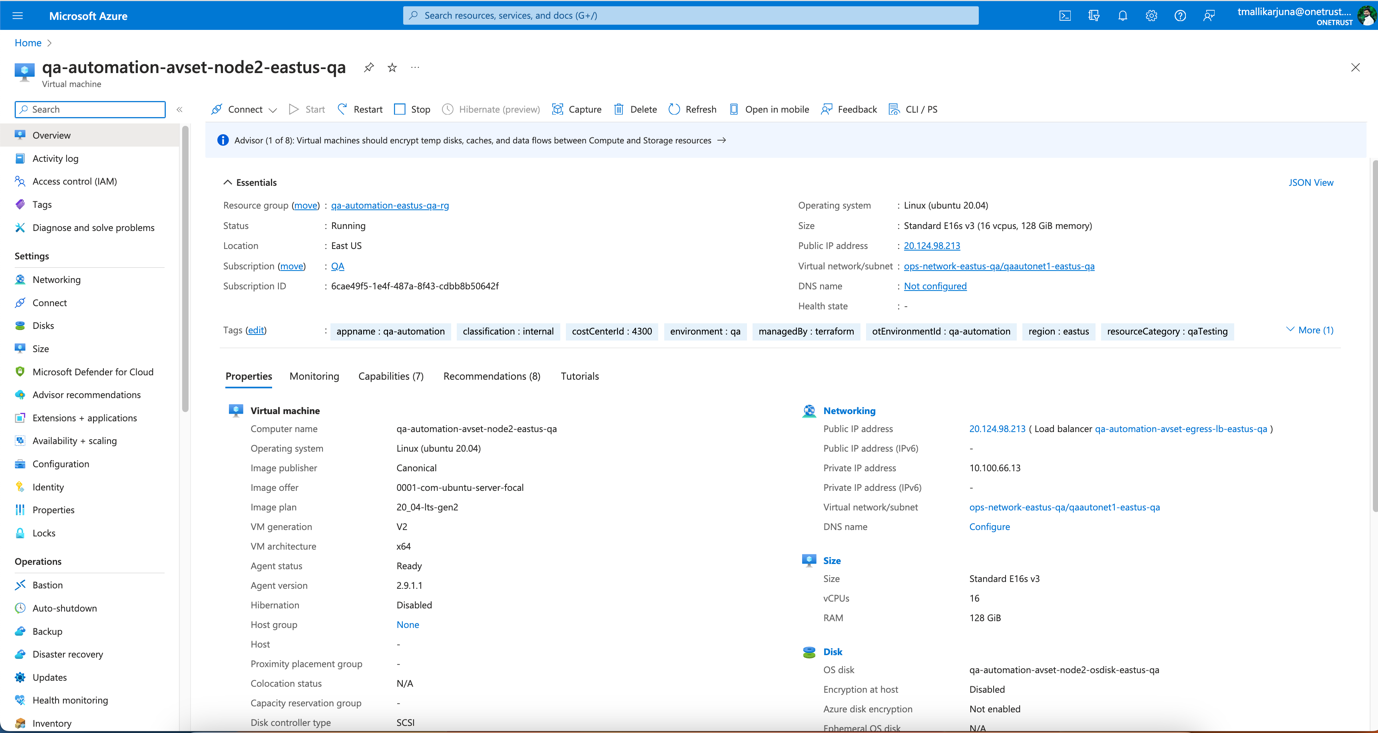 Microsoft Azure
Search resources, services, and docs (G+/)
tmallikarjuna@onetrust....
ONETRUST
Home
qa-automation-avset-node2-eastus-qa
Virtual machine
Search
Connect
Start
Restart
Stop
Hibernate (preview)
Capture
Delete
Refresh
Open in mobile
Feedback
CLI / PS
Overview
Activity log
Access control (IAM)
Tags
Diagnose and solve problems
Settings
Networking
Connect
Disks
Size
Microsoft Defender for Cloud
Advisor recommendations
Extensions + applications
Availability + scaling
Configuration
Identity
Properties
Locks
Operations
Bastion
Auto-shutdown
Backup
Disaster recovery
Updates
Health monitoring
Inventory
Advisor (1 of 8): Virtual machines should encrypt temp disks, caches, and data flows between Compute and Storage resources →
Essentials
JSON View
Resource group (move) : qa-automation-eastus-qa-rg
Status : Running
Location : East US
Subscription (move) : QA
Subscription ID : 6cae49f5-1e4f-487a-8f43-cdbb8b50642f
Operating system : Linux (ubuntu 20.04)
Size : Standard E16s v3 (16 vcpus, 128 GiB memory)
Public IP address : 20.124.98.213
Virtual network/subnet : ops-network-eastus-qa/qaautonet1-eastus-qa
DNS name : Not configured
Health state : -
Tags (edit) : appname : qa-automation classification : internal costCenterId : 4300 environment : qa managedBy : terraform otEnvironmentId : qa-automation region : eastus resourceCategory : qaTesting More (1)
Properties
Monitoring
Capabilities (7)
Recommendations (8)
Tutorials
Virtual machine
Computer name qa-automation-avset-node2-eastus-qa
Operating system Linux (ubuntu 20.04)
Image publisher Canonical
Image offer 0001-com-ubuntu-server-focal
Image plan 20_04-lts-gen2
VM generation V2
VM architecture x64
Agent status Ready
Agent version 2.9.1.1
Hibernation Disabled
Host group None
Host -
Proximity placement group -
Colocation status N/A
Capacity reservation group -
Disk controller type SCSI
Networking
Public IP address 20.124.98.213 ( Load balancer qa-automation-avset-egress-lb-eastus-qa )
Public IP address (IPv6) -
Private IP address 10.100.66.13
Private IP address (IPv6) -
Virtual network/subnet ops-network-eastus-qa/qaautonet1-eastus-qa
DNS name Configure
Size
Size Standard E16s v3
vCPUs 16
RAM 128 GiB
Disk
OS disk qa-automation-avset-node2-osdisk-eastus-qa
Encryption at host Disabled
Azure disk encryption Not enabled
Ephemeral OS disk N/A